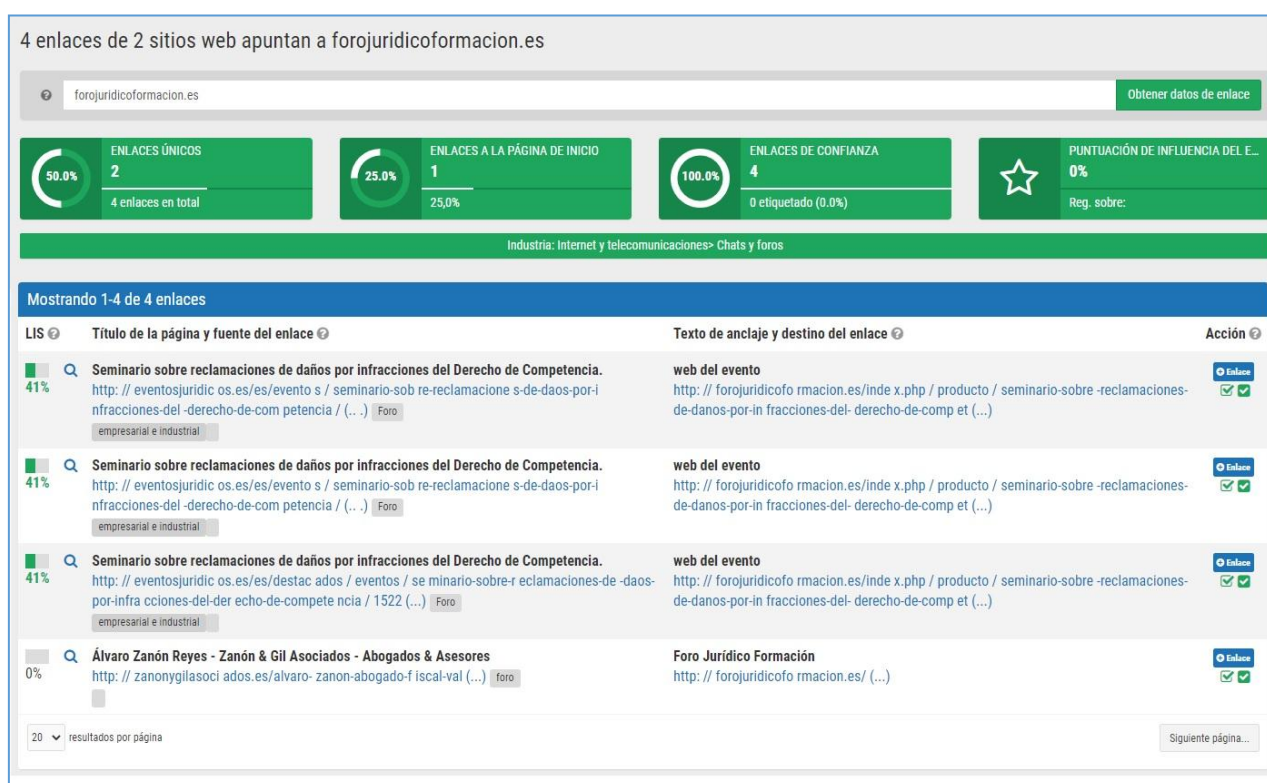 4 enlaces de 2 sitios web apuntan a forojuridicoformacion.es
forojuridicoformacion.es
Obtener datos de enlace
50.0%
ENLACES ÚNICOS
2
4 enlaces en total
25.0%
ENLACES A LA PÁGINA DE INICIO
1
25,0%
100.0%
ENLACES DE CONFIANZA
4
0 etiquetado (0.0%)
PUNTUACIÓN DE INFLUENCIA DEL E...
0%
Reg. sobre:
Industria: Internet y telecomunicaciones> Chats y foros
Mostrando 1-4 de 4 enlaces
LIS Título de la página y fuente del enlace Texto de anclaje y destino del enlace Acción
41%
Seminario sobre reclamaciones de daños por infracciones del Derecho de Competencia.
http: // eventosjuridic os.es/es/evento s / seminario-sob re-reclamacione s-de-daos-por-i
nfracciones-del -derecho-de-com petencia / (.. .) Foro
empresarial e industrial
web del evento
http: // forojuridicofo rmacion.es/inde x.php / producto / seminario-sobre -reclamaciones-
de-danos-por-in fracciones-del- derecho-de-comp et (...)
Enlace
41%
Seminario sobre reclamaciones de daños por infracciones del Derecho de Competencia.
http: // eventosjuridic os.es/es/evento s / seminario-sob re-reclamacione s-de-daos-por-i
nfracciones-del -derecho-de-com petencia / (.. .) Foro
empresarial e industrial
web del evento
http: // forojuridicofo rmacion.es/inde x.php / producto / seminario-sobre -reclamaciones-
de-danos-por-in fracciones-del- derecho-de-comp et (...)
Enlace
41%
Seminario sobre reclamaciones de daños por infracciones del Derecho de Competencia.
http: // eventosjuridic os.es/es/destac ados / eventos / se minario-sobre-r eclamaciones-de -daos-
por-infra cciones-del-der echo-de-compete ncia / 1522 (...) Foro
empresarial e industrial
web del evento
http: // forojuridicofo rmacion.es/inde x.php / producto / seminario-sobre -reclamaciones-
de-danos-por-in fracciones-del- derecho-de-comp et (...)
Enlace
0%
Álvaro Zanón Reyes - Zanón & Gil Asociados - Abogados & Asesores
http: // zanonygilasoci ados.es/alvaro- zanon-abogado-f iscal-val (...) foro
Foro Jurídico Formación
http: // forojuridicofo rmacion.es/ (...)
Enlace
20 resultados por página
Siguiente página...